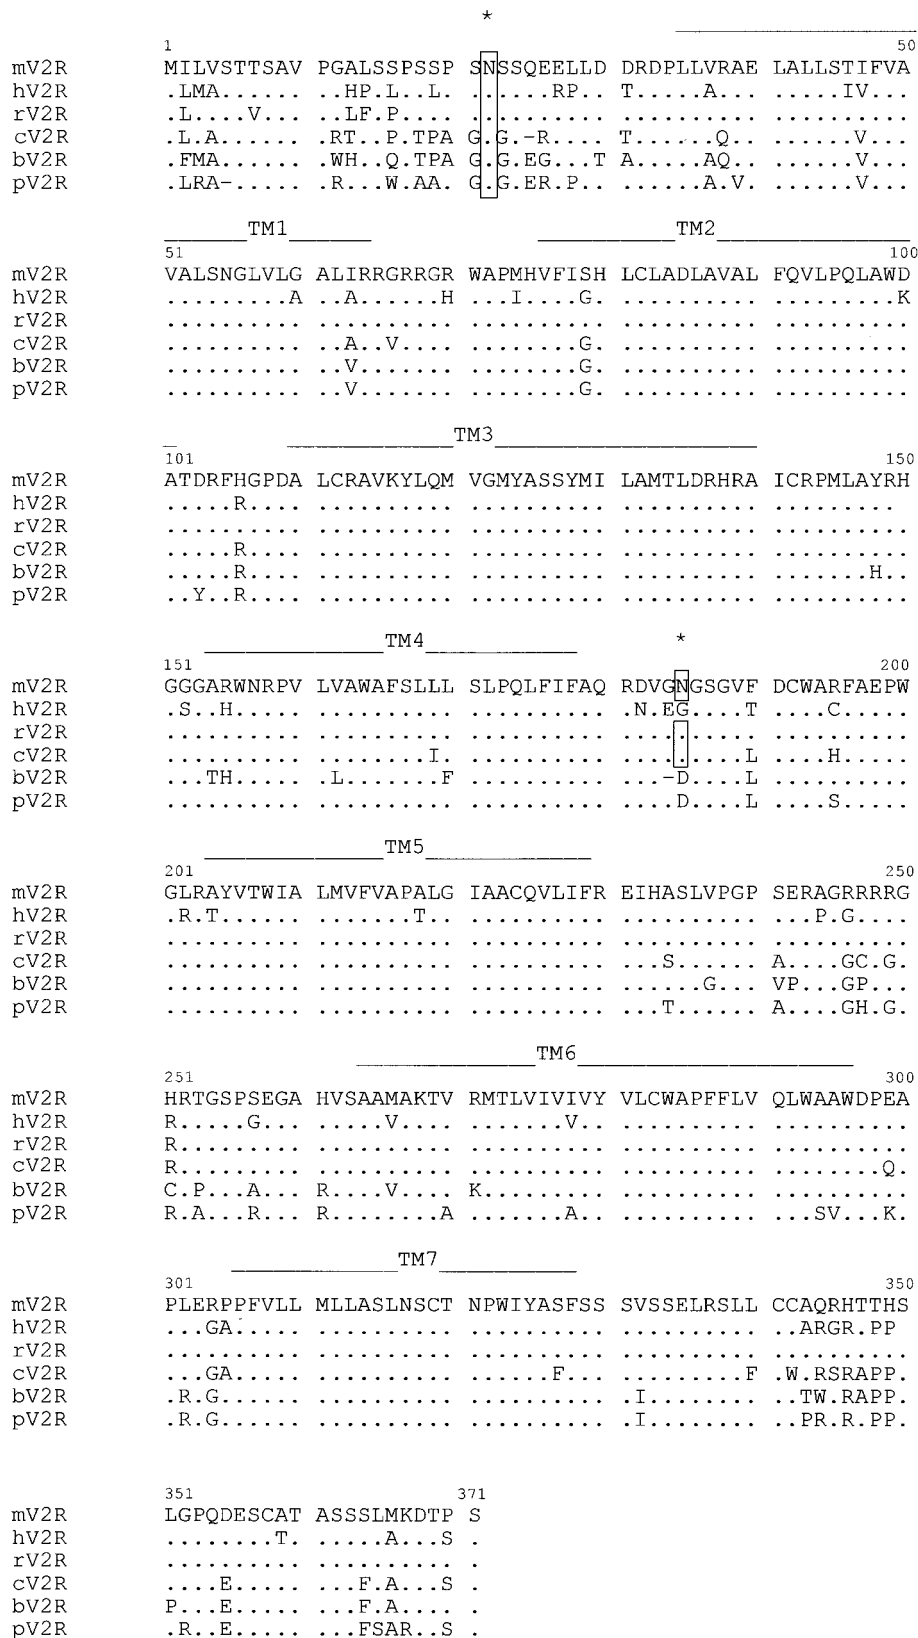 *
1 50
mV2R MILVSTTSAV PGALSSPSSP SNSSQEELLD DRDPLLVRAE LALLSTIFVA
hV2R .LMA...... ..HP.L..L. .....​.RP.. T.....A... ....​.IV...
rV2R .L...V.... ..LF.P.... .......... .......... ..........
cV2R .L.A...... .RT..P.TPA G.G.-R.... T......Q.. .....V....
bV2R .FMA...... .WH..Q.TPA G.G.EG...T A.....AQ.. .....V....
pV2R .LRA-..... .R...W.AA. G.G.ER.P.. ......A.V. .....V....
TM1 TM2
51 100
mV2R VALSNGLVLG ALIRRGRRGR WAPMHVFISH LCLADLAVAL FQVLPQLAWD
hV2R .........A ...A.....H ...I....G. .......... .........K
rV2R .......... .......... .......... .......... ..........
cV2R .......... ...A..V... ........G. .......... ..........
bV2R .......... ...V...... ........G. .......... ..........
pV2R .......... ...V...... ........G. .......... ..........
TM3
101 150
mV2R ATDRFHGPDA LCRAVKYLQM VGMYASSYMI LAMTLDRHRA ICRPMLAYRH
hV2R .....R.... .......... .......... .......... .........
rV2R .......... .......... .......... .......... ..........
cV2R .....R.... .......... .......... .......... ..........
bV2R .....R.... .......... .......... .......... .......H..
pV2R ..Y..R.... .......... .......... .......... ..........
TM4 *
151 200
mV2R GGGARWNRPV LVAWAFSLLL SLPQLFIFAQ RDVGNGSGVF DCWARFAEPW
hV2R .S..H..... .......... .......... .N.EG....T ....C.....
rV2R .......... .......... .......... .......... ..........
cV2R .......... ........I. .......... .........L ....H.....
bV2R ...TH..... .L.......F .......... ...-D....L ..........
pV2R .......... .......... .......... ....D....L ....S.....
TM5
201 250
mV2R GLRAYVTWIA LMVFVAPALG IAACQVLIFR EIHASLVPGP SERAGRRRRG
hV2R .R.T...... .......T.. .......... .......... ....P.G...
rV2R .......... .......... .......... .......... ..........
cV2R .......... .......... .......... ...S...... A....GC.G.
bV2R .......... .......... .......... ......G... VP...GP...
pV2R .......... .......... .......... ...T...... A....GH.G.
TM6
251 300
mV2R HRTGSPSEGA HVSAAMAKTV RMTLVIVIVY VLCWAPFFLV QLWAAWDPEA
hV2R R.....G... .....V.... .......V.. .......... ..........
rV2R R......... .......... .......... .......... ..........
cV2R R......... .......... .......... .......... ........Q.
bV2R C.P...A... R....V.... K......... .......... ..........
pV2R R.A...R... R.......A. .......A.. .......... ....SV..K.
TM7
301 350
mV2R PLERPPFVLL MLLASLNSCT NPWIYASFSS SVSSELRSLL CCAQRHTTHS
hV2R ...GA..... .......... .......... .......... ..ARGR.PP
rV2R .......... .......... .......... .......... ..........
cV2R ...GA..... .......... ......F... .........F .W.RSRAPP.
bV2R .R.G...... .......... .......... .I........ ..TW.RAPP.
pV2R .R.G...... .......... .......... .I........ ..PR.R.PP.
351 371
mV2R LGPQDESCAT ASSSLMKDTP S
hV2R ........T. .....A...S .
rV2R .......... .......... .
cV2R ....E..... ....F.A..S .
bV2R P...E..... ....F.A... .
pV2R .R..E..... ....FSAR..S .